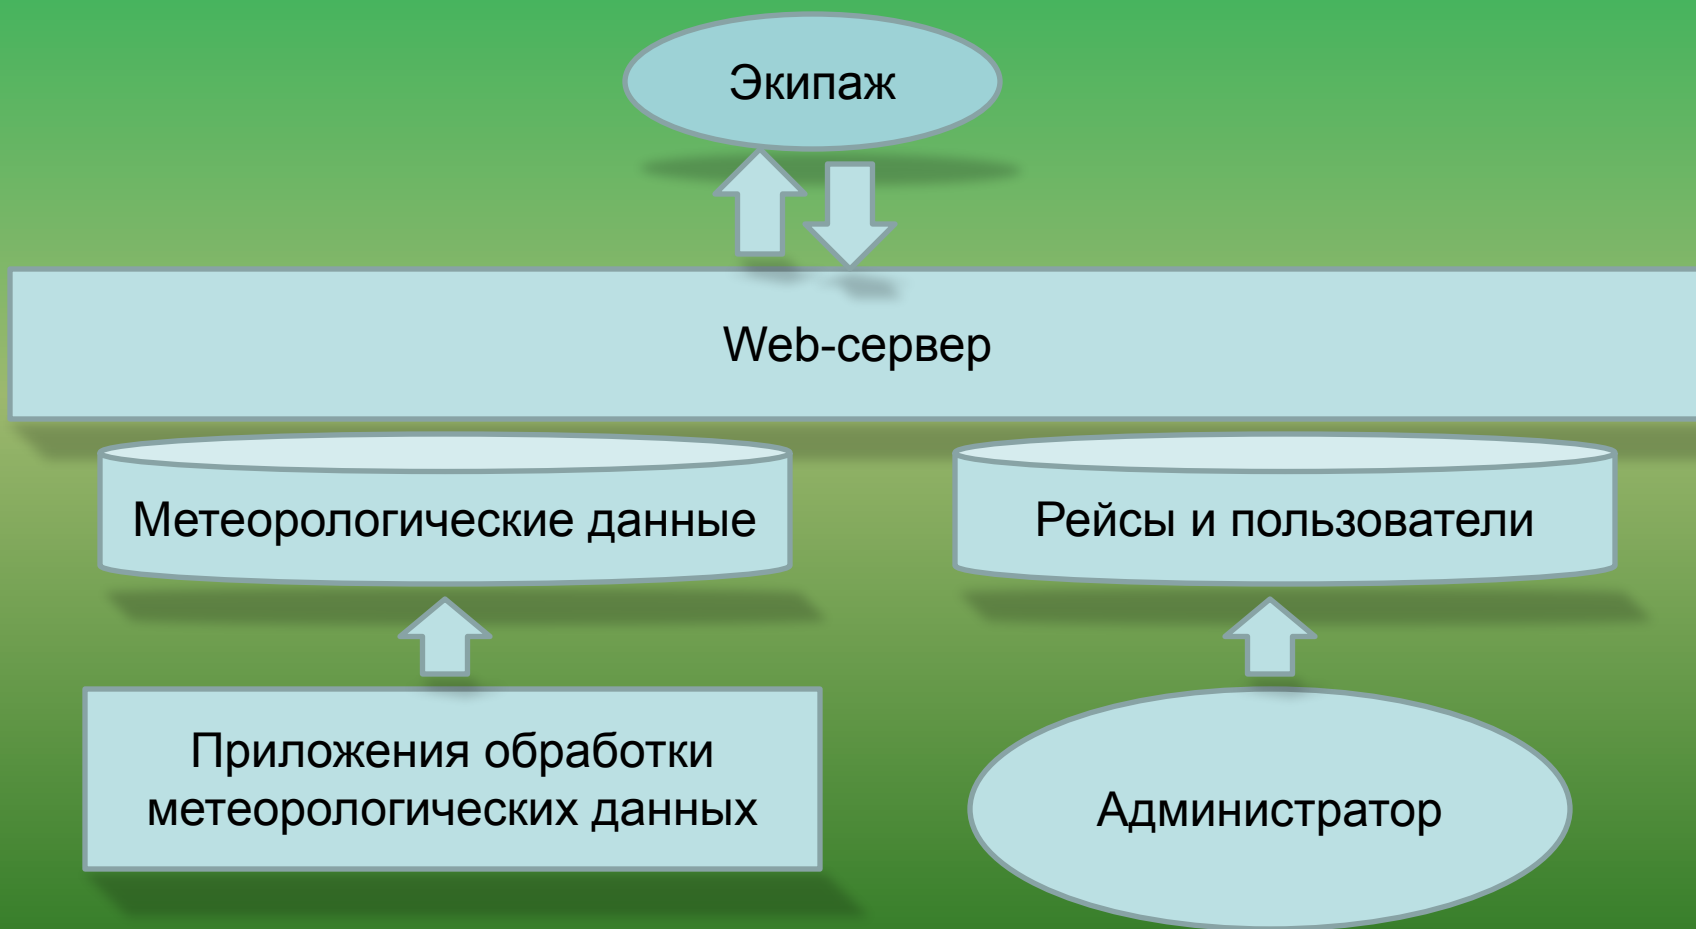 Экипаж
Web-сервер
Метеорологические данные
Рейсы и пользователи
Приложения обработки
метеорологических данных
Администратор